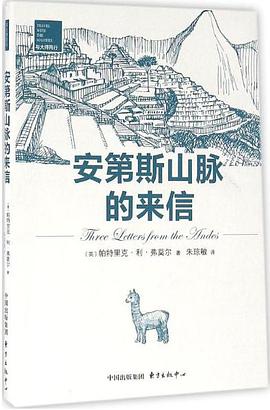 TRAVEL
WITH THE
MASTERS
与大师同行
安第斯山脉
的来信
Three Letters from the Andes
(英) 帕特里克·利·弗莫尔 著 朱琼敏 译
中国出版集团 东方出版中心
安第斯山脉的来信